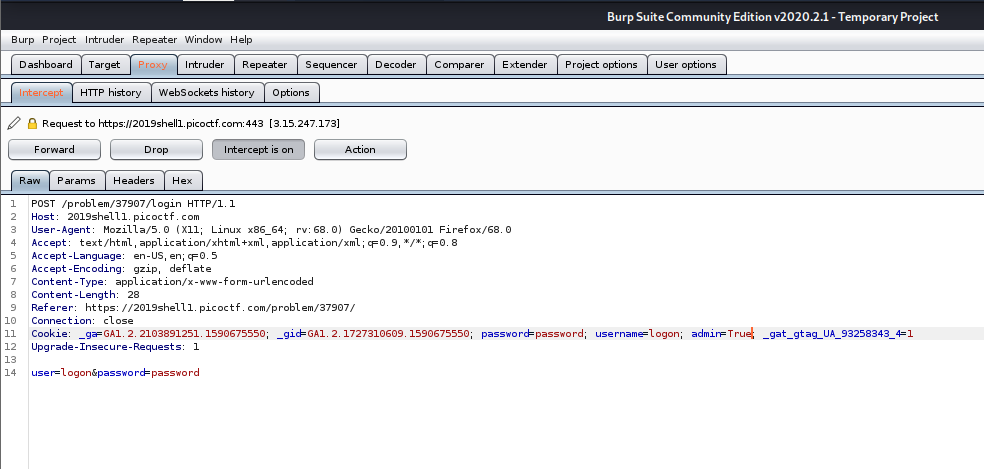 Burp Suite Community Edition v2020.2.1 - Temporary Project
Burp Project Intruder Repeater Window Help
Dashboard Target Proxy Intruder Repeater Sequencer Decoder Comparer Extender Project options User options
Intercept HTTP history WebSockets history Options
Request to https://2019shell1.picoctf.com:443 [3.15.247.173]
Forward Drop Intercept is on Action
Raw Params Headers Hex
1 POST /problem/37907/login HTTP/1.1
2 Host: 2019shell1.picoctf.com
3 User-Agent: Mozilla/5.0 (X11; Linux x86_64; rv:68.0) Gecko/20100101 Firefox/68.0
4 Accept: text/html,application/xhtml+xml,application/xml;q=0.9,*/*;q=0.8
5 Accept-Language: en-US,en;q=0.5
6 Accept-Encoding: gzip, deflate
7 Content-Type: application/x-www-form-urlencoded
8 Content-Length: 28
9 Referer: https://2019shell1.picoctf.com/problem/37907/
10 Connection: close
11 Cookie: _ga=GA1.2.2103891251.1590675550; _gid=GA1.2.1727310609.1590675550; password=password; username=logon; admin=True; _gat_gtag_UA_93258343_4=1
12 Upgrade-Insecure-Requests: 1
13
14 user=logon&password=password